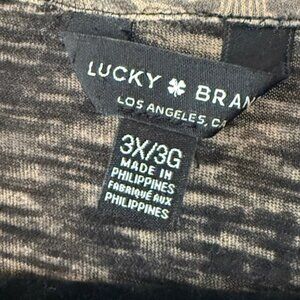 LUCKY BRAN
LOS ANGELES, CA
3X/3G
MADE IN
PHILIPPINES
FABRIQUÉ AUX
PHILIPPINES